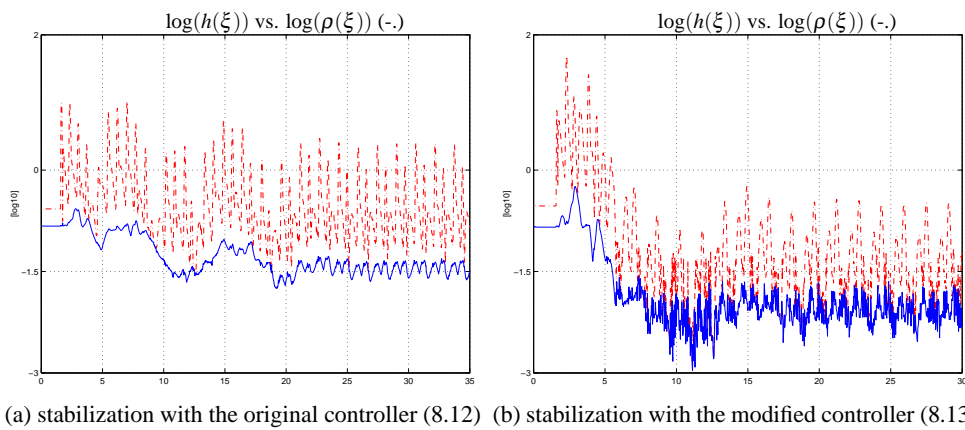 log(h(ξ)) vs. log(ρ(ξ)) (-.)
2
0
−1.5
−3
[log10]
0 5 10 15 20 25 30 35
log(h(ξ)) vs. log(ρ(ξ)) (-.)
2
0
−1.5
−3
[log10]
0 5 10 15 20 25 30
(a) stabilization with the original controller (8.12)
(b) stabilization with the modified controller (8.13